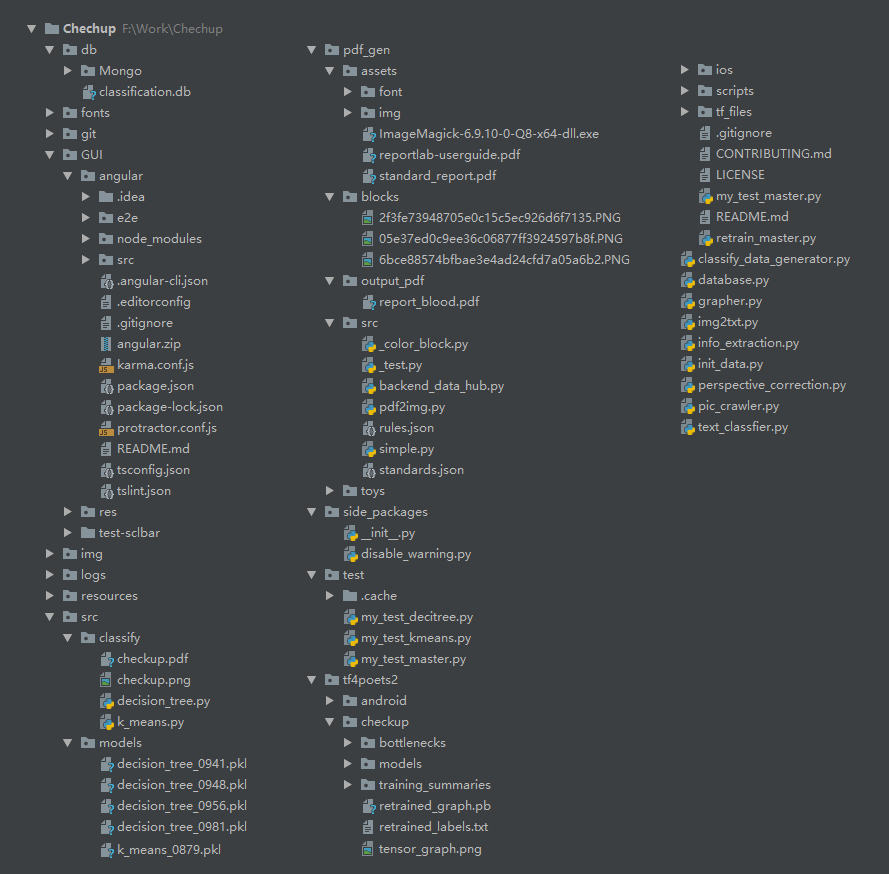 Chechup F:\Work\Chechup
db
Mongo
classification.db
fonts
git
GUI
angular
.idea
e2e
node_modules
src
.angular-cli.json
.editorconfig
.gitignore
angular.zip
karma.conf.js
package.json
package-lock.json
protractor.conf.js
README.md
tsconfig.json
tslint.json
res
test-sclbar
img
logs
resources
src
classify
checkup.pdf
checkup.png
decision_tree.py
k_means.py
models
decision_tree_0941.pkl
decision_tree_0948.pkl
decision_tree_0956.pkl
decision_tree_0981.pkl
k_means_0879.pkl
pdf_gen
assets
font
img
ImageMagick-6.9.10-0-Q8-x64-dll.exe
reportlab-userguide.pdf
standard_report.pdf
blocks
2f3fe73948705e0c15c5ec926d6f7135.PNG
05e37ed0c9ee36c06877ff3924597b8f.PNG
6bce88574bfbae3e4ad24cfd7a05a6b2.PNG
output_pdf
report_blood.pdf
src
_color_block.py
_test.py
backend_data_hub.py
pdf2img.py
rules.json
simple.py
standards.json
toys
side_packages
__init__.py
disable_warning.py
test
.cache
my_test_decitree.py
my_test_kmeans.py
my_test_master.py
tf4poets2
android
checkup
bottlenecks
models
training_summaries
retrained_graph.pb
retrained_labels.txt
tensor_graph.png
ios
scripts
tf_files
.gitignore
CONTRIBUTING.md
LICENSE
my_test_master.py
README.md
retrain_master.py
classify_data_generator.py
database.py
grapher.py
img2txt.py
info_extraction.py
init_data.py
perspective_correction.py
pic_crawler.py
text_classfier.py